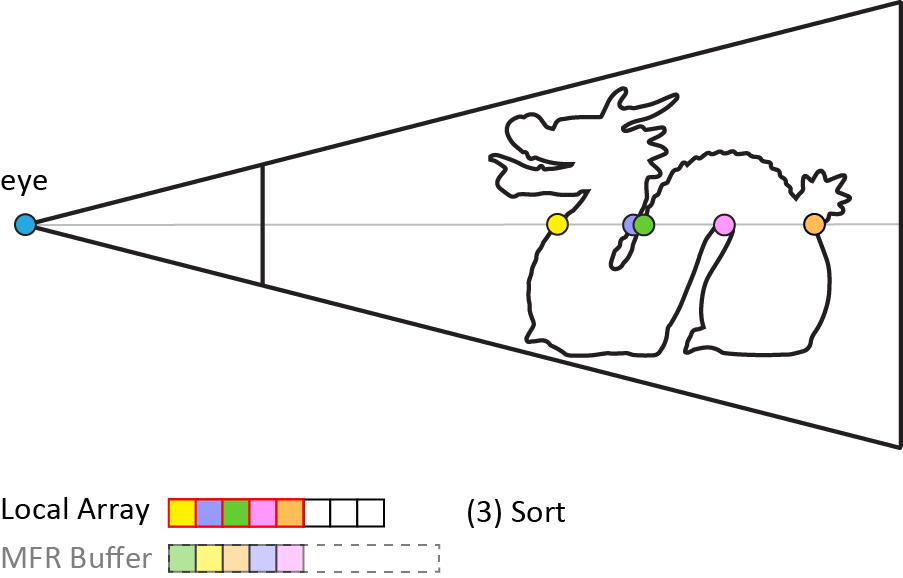 eye
Local Array (3) Sort
MFR Buffer